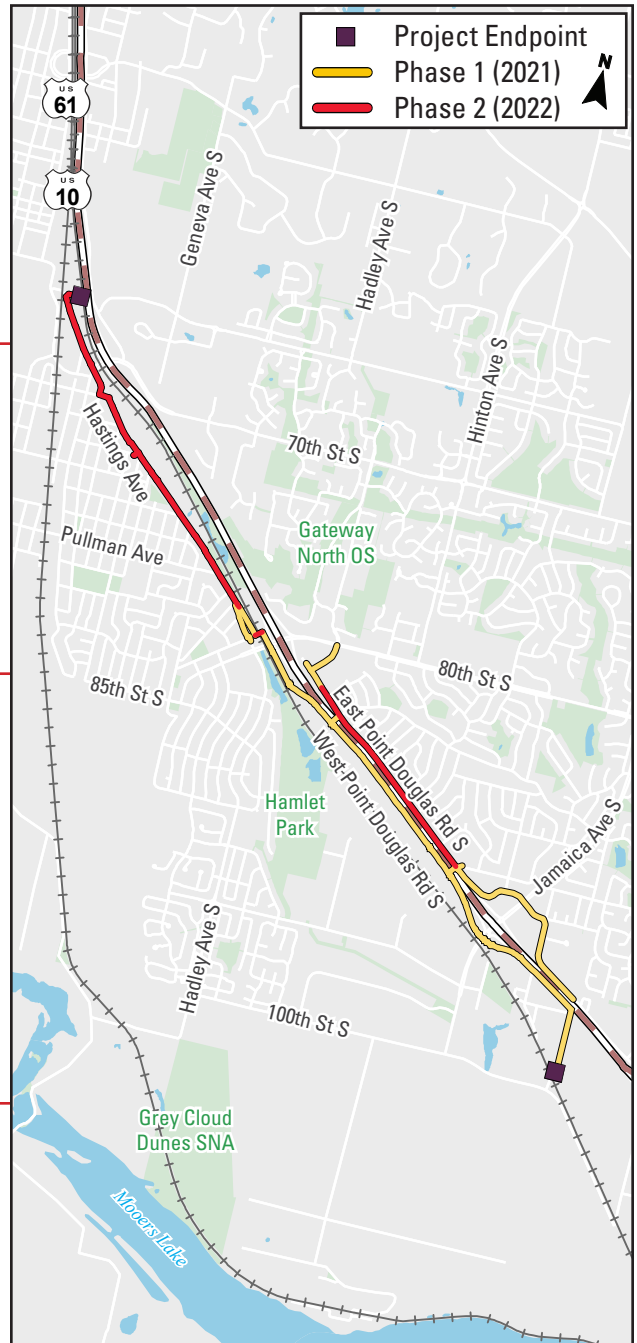 Project Endpoint
Phase 1 (2021)
Phase 2 (2022)
N
US
61
US
10
Geneva Ave S
Hadley Ave S
Hinton Ave S
Hastings Ave
70th St S
Pullman Ave
Gateway
North OS
80th St S
85th St S
East Point Douglas Rd S
West Point Douglas Rd S
Hamlet
Park
Jamaica Ave S
Hadley Ave S
100th St S
Grey Cloud
Dunes SNA
Mooers Lake